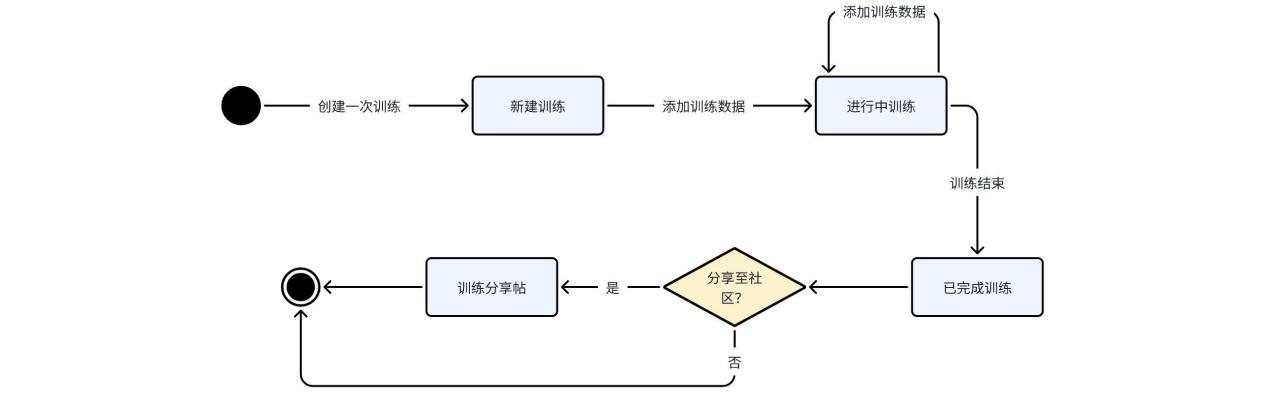 添加训练数据
创建一次训练
新建训练
添加训练数据
进行中训练
训练结束
已完成训练
分享至社
区？
是
训练分享帖
否